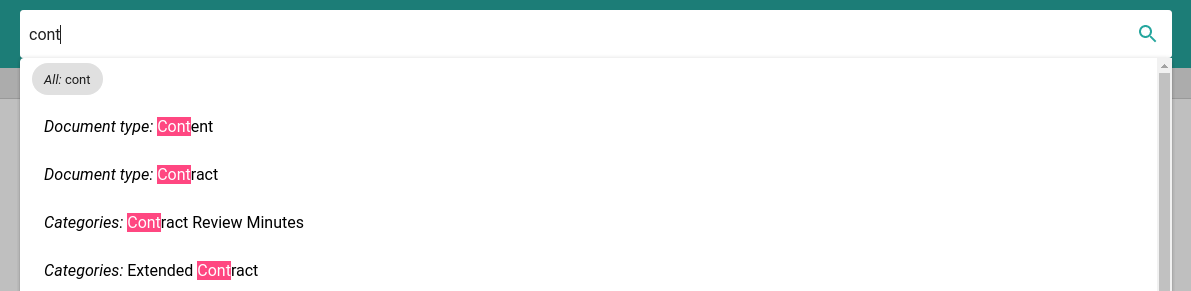 cont
All: cont
Document type: Content
Document type: Contract
Categories: Contract Review Minutes
Categories: Extended Contract